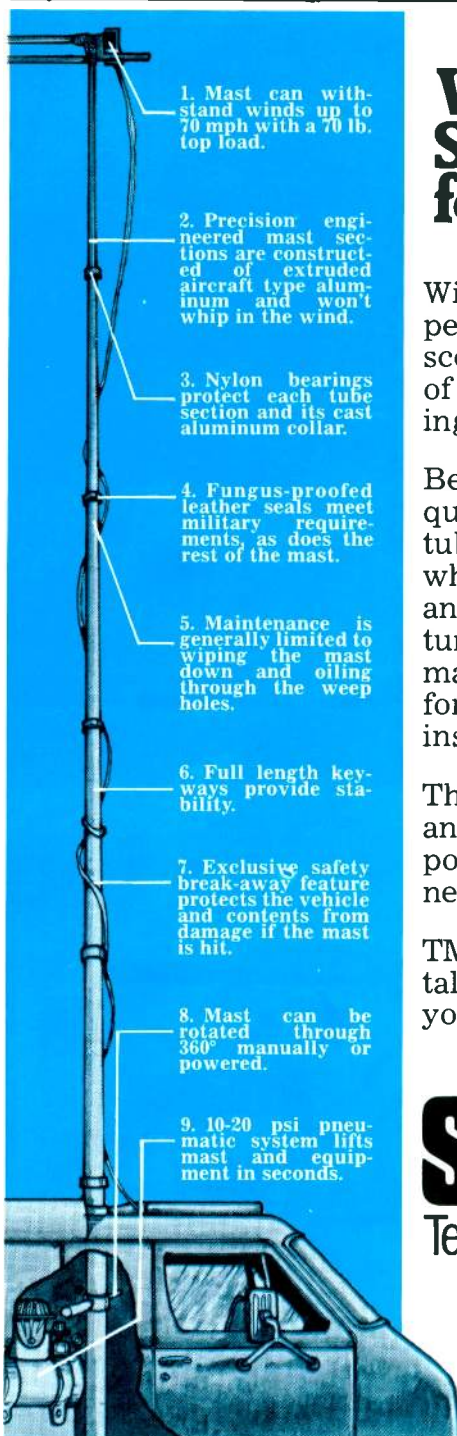 1. Mast can with-
stand winds up to
70 mph with a 70 lb.
top load.
2. Precision engi-
neered mast sec-
tions are construct-
ed of extruded
aircraft type alum-
inum and won't
whip in the wind.
3. Nylon bearings
protect each tube
section and its cast
aluminum collar.
4. Fungus-proofed
leather seals meet
military require-
ments, as does the
rest of the mast.
5. Maintenance is
generally limited to
wiping the mast
down and oiling
through the weep
holes.
6. Full length key-
ways provide sta-
bility.
7. Exclusive safety
break-away feature
protects the vehicle
and contents from
damage if the mast
is hit.
8. Mast can be
rotated through
360° manually or
powered.
9. 10-20 psi pneu-
matic system lifts
mast and equip-
ment in seconds.
Wi
pe
sco
of
ing
Be
qu
tub
wh
an
tur
ma
for
ins
Th
an
po
ne
TM
tal
yo
S
Te